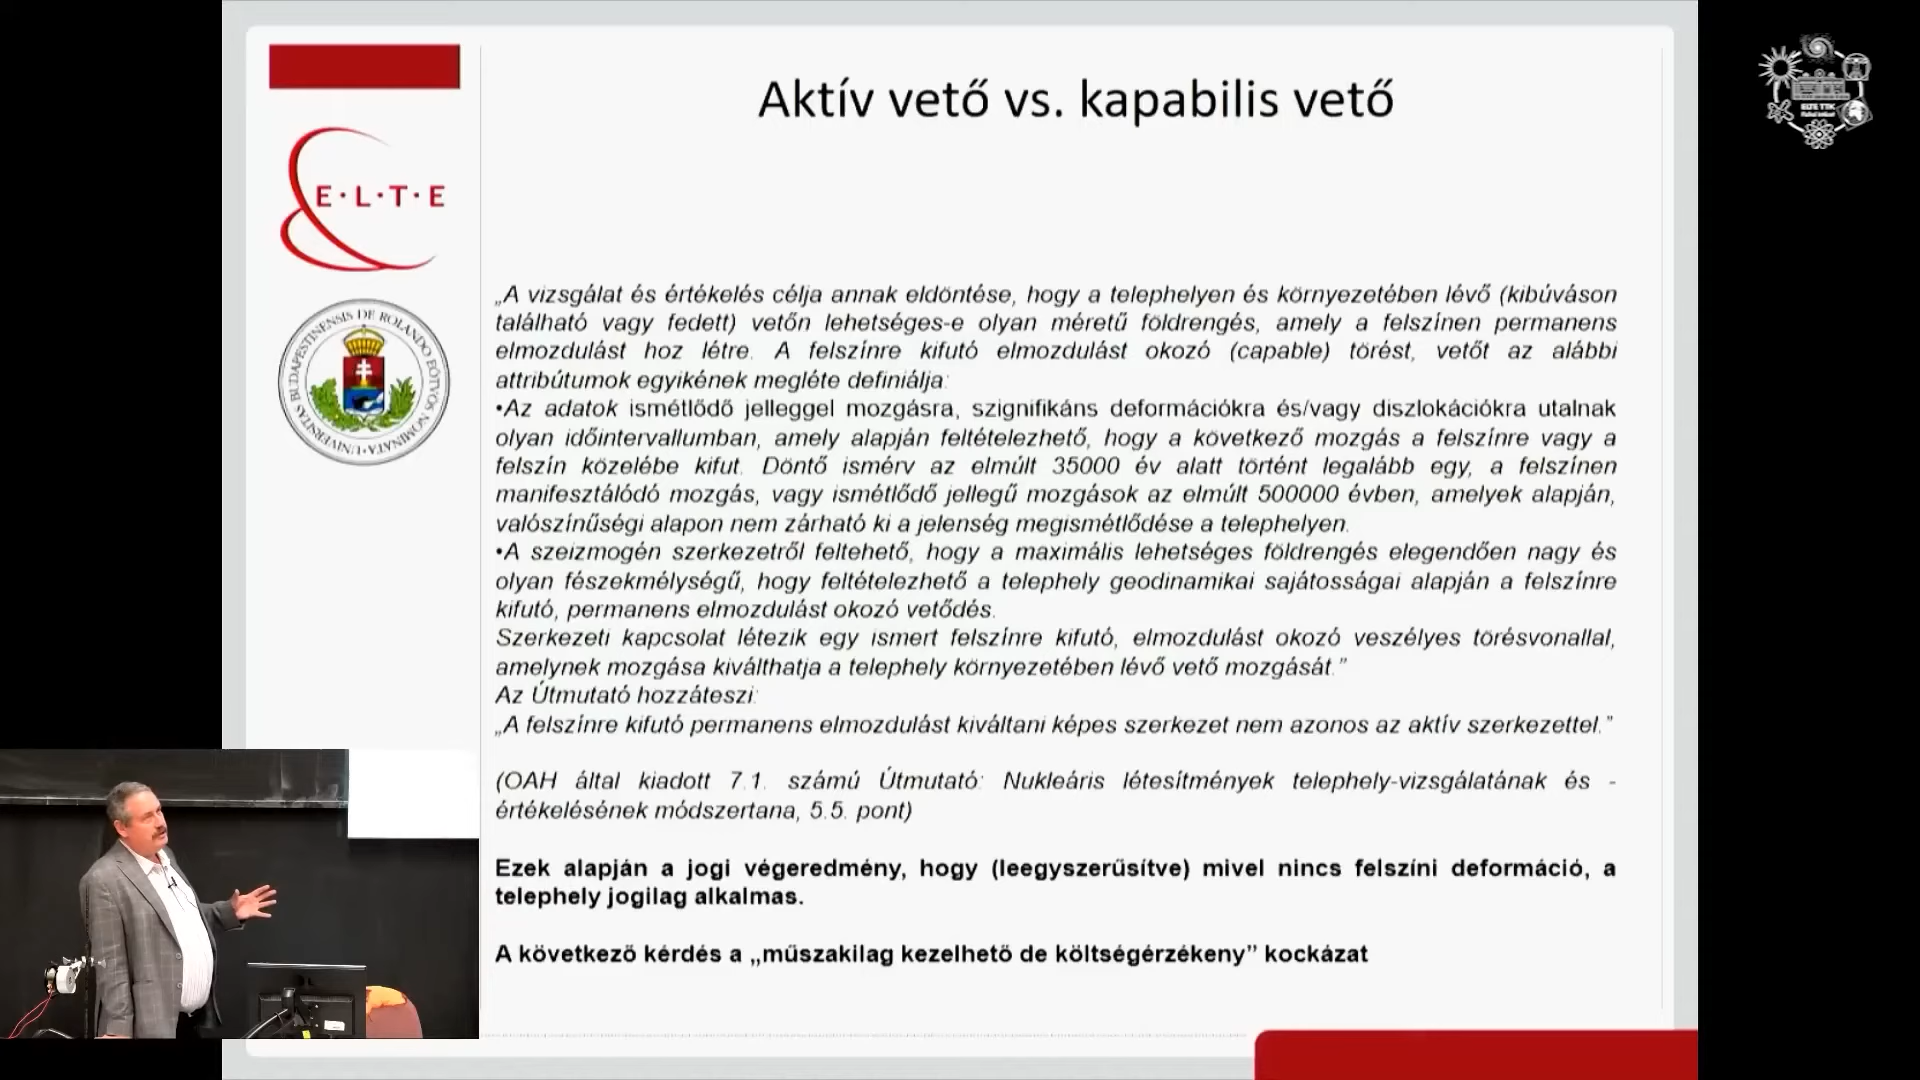 Aktív vető vs. kapabilis vető
E·L·T·E
UNIVERSITAS BUDAPESTINENSIS DE ROLANDO EÖTVÖS NOMINATA
ELTE TTK
„A vizsgálat és értékelés célja annak eldöntése, hogy a telephelyen és környezetében lévő (kibúváson
található vagy fedett) vetőn lehetséges-e olyan méretű földrengés, amely a felszínen permanens
elmozdulást hoz létre. A felszínre kifutó elmozdulást okozó (capable) törést, vetőt az alábbi
attribútumok egyikének megléte definiálja:
•Az adatok ismétlődő jelleggel mozgásra, szignifikáns deformációkra és/vagy diszlokációkra utalnak
olyan időintervallumban, amely alapján feltételezhető, hogy a következő mozgás a felszínre vagy a
felszín közelébe kifut. Döntő ismérv az elmúlt 35000 év alatt történt legalább egy, a felszínen
manifesztálódó mozgás, vagy ismétlődő jellegű mozgások az elmúlt 500000 évben, amelyek alapján,
valószínűségi alapon nem zárható ki a jelenség megismétlődése a telephelyen.
•A szeizmogén szerkezetről feltehető, hogy a maximális lehetséges földrengés elegendően nagy és
olyan fészekmélységű, hogy feltételezhető a telephely geodinamikai sajátosságai alapján a felszínre
kifutó, permanens elmozdulást okozó vetődés.
Szerkezeti kapcsolat létezik egy ismert felszínre kifutó, elmozdulást okozó veszélyes törésvonallal,
amelynek mozgása kiválthatja a telephely környezetében lévő vető mozgását.”
Az Útmutató hozzáteszi:
„A felszínre kifutó permanens elmozdulást kiváltani képes szerkezet nem azonos az aktív szerkezettel.”
(OAH által kiadott 7.1. számú Útmutató: Nukleáris létesítmények telephely-vizsgálatának és -
értékelésének módszertana, 5.5. pont)
Ezek alapján a jogi végeredmény, hogy (leegyszerűsítve) mivel nincs felszíni deformáció, a
telephely jogilag alkalmas.
A következő kérdés a „műszakilag kezelhető de költségérzékeny” kockázat